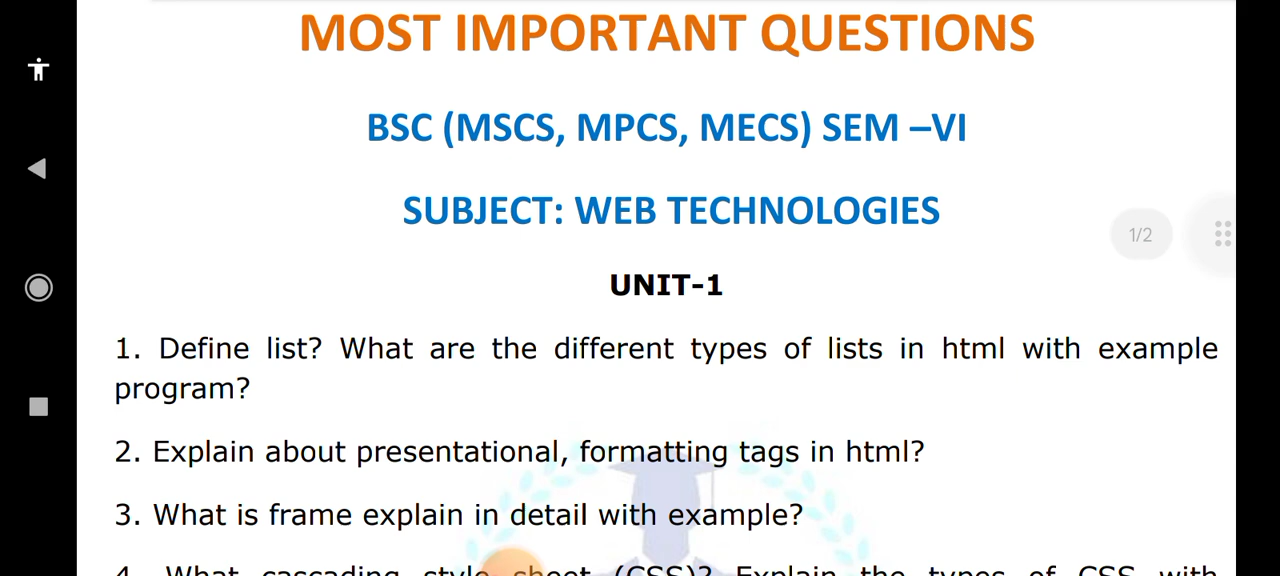 MOST IMPORTANT QUESTIONS
BSC (MSCS, MPCS, MECS) SEM –VI
SUBJECT: WEB TECHNOLOGIES
1/2
UNIT-1
1. Define list? What are the different types of lists in html with example
program?
2. Explain about presentational, formatting tags in html?
3. What is frame explain in detail with example?
4. What cascading style sheet (CSS)? Explain the types of CSS with